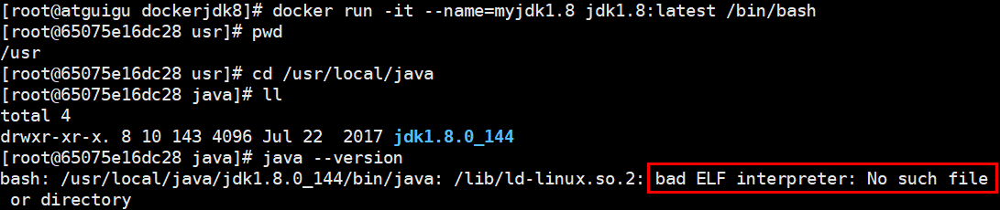 [root@atguigu dockerjdk8]# docker run -it --name=myjdk1.8 jdk1.8:latest /bin/bash
[root@65075e16dc28 usr]# pwd
/usr
[root@65075e16dc28 usr]# cd /usr/local/java
[root@65075e16dc28 java]# ll
total 4
drwxr-xr-x. 8 10 143 4096 Jul 22  2017 jdk1.8.0_144
[root@65075e16dc28 java]# java --version
bash: /usr/local/java/jdk1.8.0_144/bin/java: /lib/ld-linux.so.2: bad ELF interpreter: No such file
 or directory